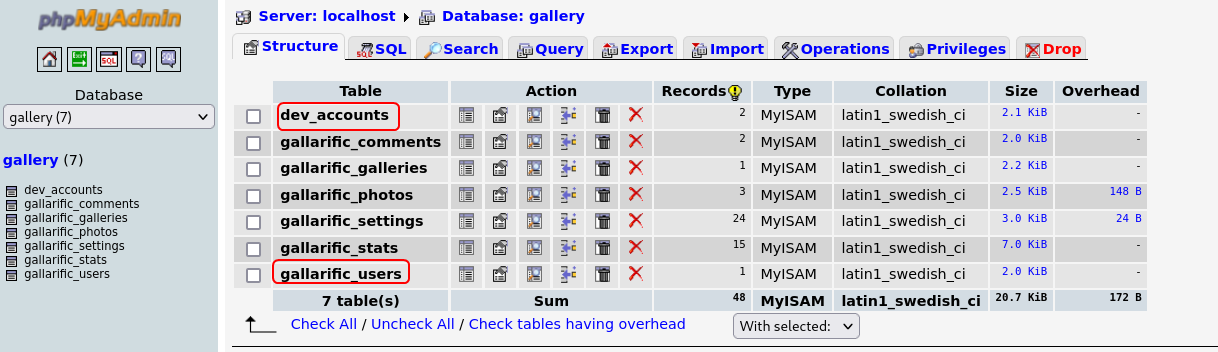 phpMyAdmin
SQL
Database
gallery (7)
gallery (7)
dev_accounts
gallarific_comments
gallarific_galleries
gallarific_photos
gallarific_settings
gallarific_stats
gallarific_users
Server: localhost Database: gallery
Structure SQL Search Query Export Import Operations Privileges Drop
Table Action Records Type Collation Size Overhead
dev_accounts 2 MyISAM latin1_swedish_ci 2.1 KiB -
gallarific_comments 2 MyISAM latin1_swedish_ci 2.0 KiB -
gallarific_galleries 1 MyISAM latin1_swedish_ci 2.2 KiB -
gallarific_photos 3 MyISAM latin1_swedish_ci 2.5 KiB 148 B
gallarific_settings 24 MyISAM latin1_swedish_ci 3.0 KiB 24 B
gallarific_stats 15 MyISAM latin1_swedish_ci 7.0 KiB -
gallarific_users 1 MyISAM latin1_swedish_ci 2.0 KiB -
7 table(s) Sum 48 MyISAM latin1_swedish_ci 20.7 KiB 172 B
Check All / Uncheck All / Check tables having overhead With selected: